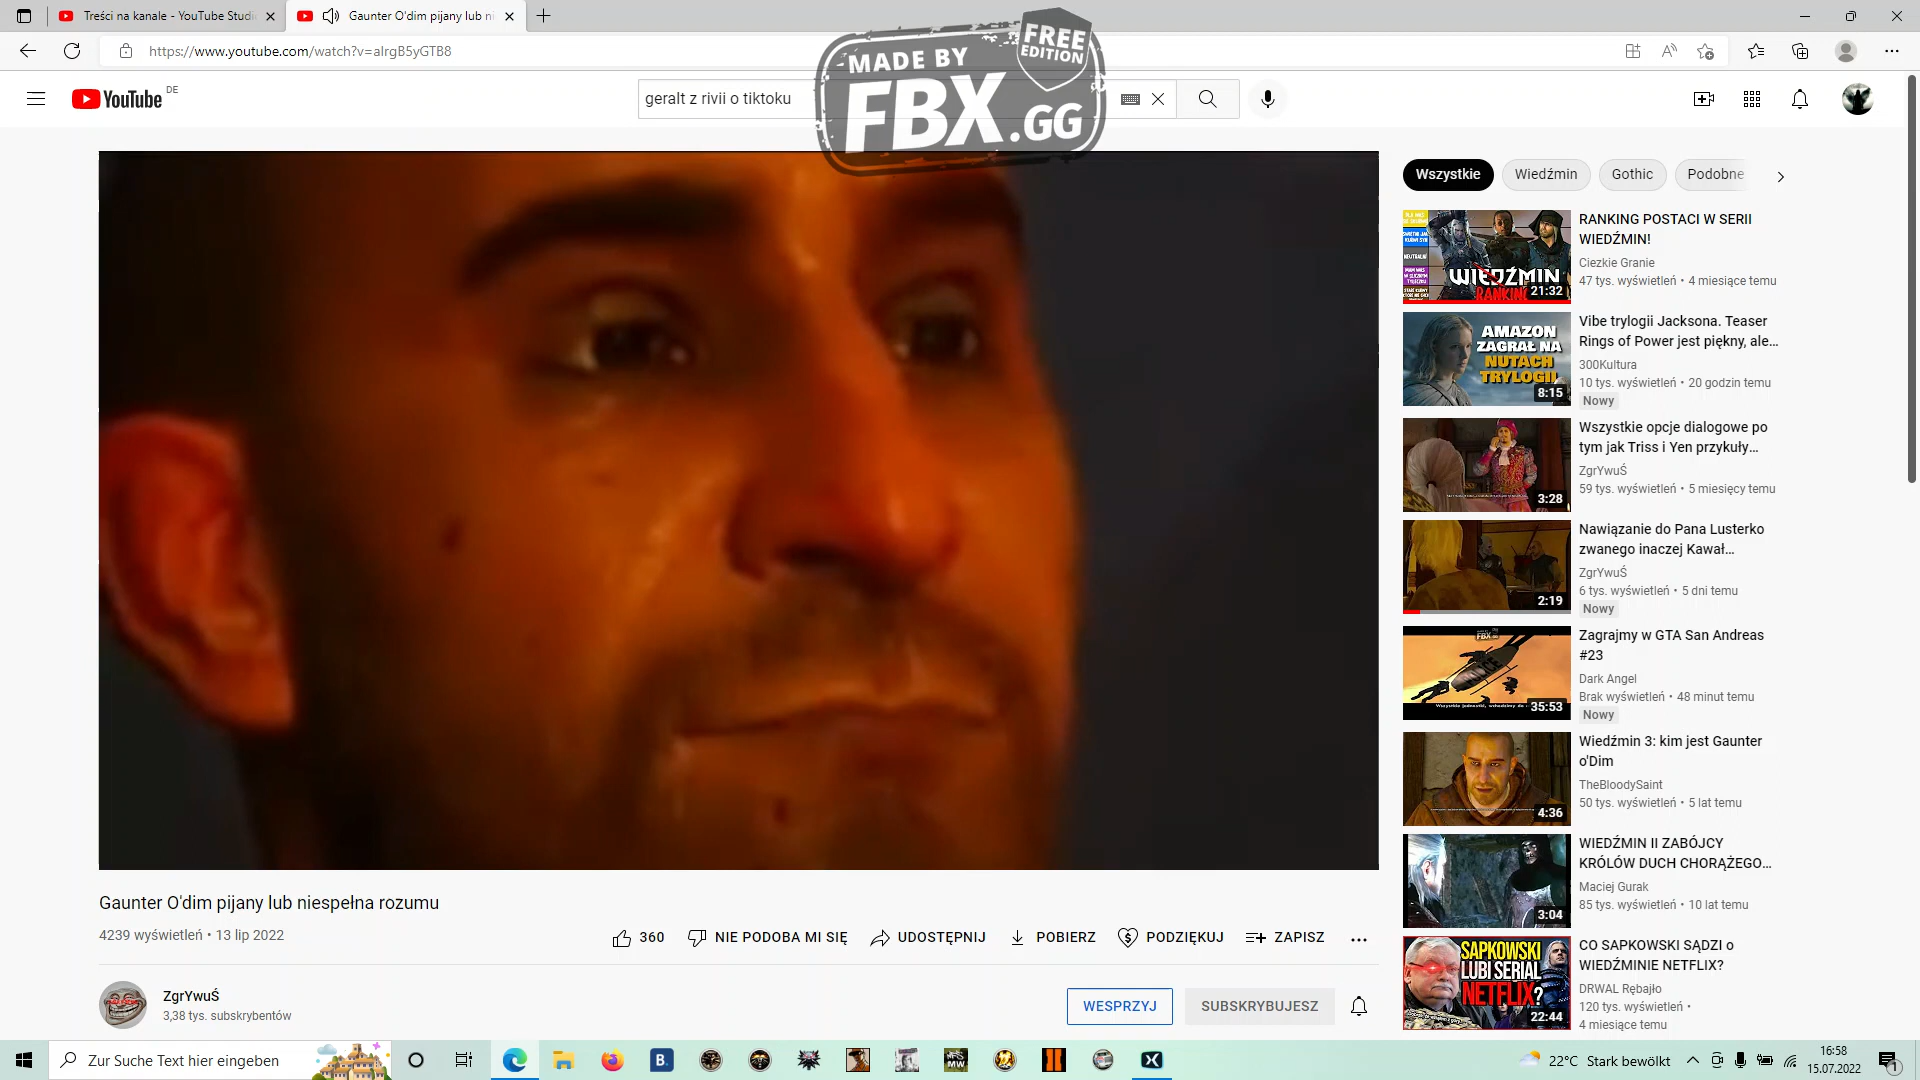 Treści na kanale - YouTube Studi
Gaunter O'dim pijany lub ni
https://www.youtube.com/watch?v=aIrgB5yGTB8
MADE BY
FBX.GG
FREE
EDITION
YouTube DE
geralt z rivii o tiktoku
Wszystkie
Wiedźmin
Gothic
Podobne
WIEDŹMIN
RANKING
21:32
RANKING POSTACI W SERII
WIEDŹMIN!
Ciezkie Granie
47 tys. wyświetleń • 4 miesiące temu
AMAZON
ZAGRAŁ NA
NUTACH
TRYLOGII
8:15
Vibe trylogii Jacksona. Teaser
Rings of Power jest piękny, ale...
300Kultura
10 tys. wyświetleń • 20 godzin temu
Nowy
3:28
Wszystkie opcje dialogowe po
tym jak Triss i Yen przykuły...
ZgrYwuŚ
59 tys. wyświetleń • 5 miesięcy temu
2:19
Nawiązanie do Pana Lusterko
zwanego inaczej Kawał...
ZgrYwuŚ
6 tys. wyświetleń • 5 dni temu
Nowy
FBX
35:53
Zagrajmy w GTA San Andreas
#23
Dark Angel
Brak wyświetleń • 48 minut temu
Nowy
4:36
Wiedźmin 3: kim jest Gaunter
o'Dim
TheBloodySaint
50 tys. wyświetleń • 5 lat temu
3:04
WIEDŹMIN II ZABÓJCY
KRÓLÓW DUCH CHORĄŻEGO...
Maciej Gurak
85 tys. wyświetleń • 10 lat temu
SAPKOWSKI
LUBI SERIAL
NETFLIX?
22:44
CO SAPKOWSKI SĄDZI o
WIEDŹMINIE NETFLIX?
DRWAL Rębajło
120 tys. wyświetleń •
4 miesiące temu
Gaunter O'dim pijany lub niespełna rozumu
4239 wyświetleń • 13 lip 2022
360
NIE PODOBA MI SIĘ
UDOSTĘPNIJ
POBIERZ
PODZIĘKUJ
ZAPISZ
ZgrYwuŚ
3,38 tys. subskrybentów
WESPRZYJ
SUBSKRYBUJESZ
Zur Suche Text hier eingeben
B.
MW
22°C Stark bewölkt
16:58
15.07.2022
1